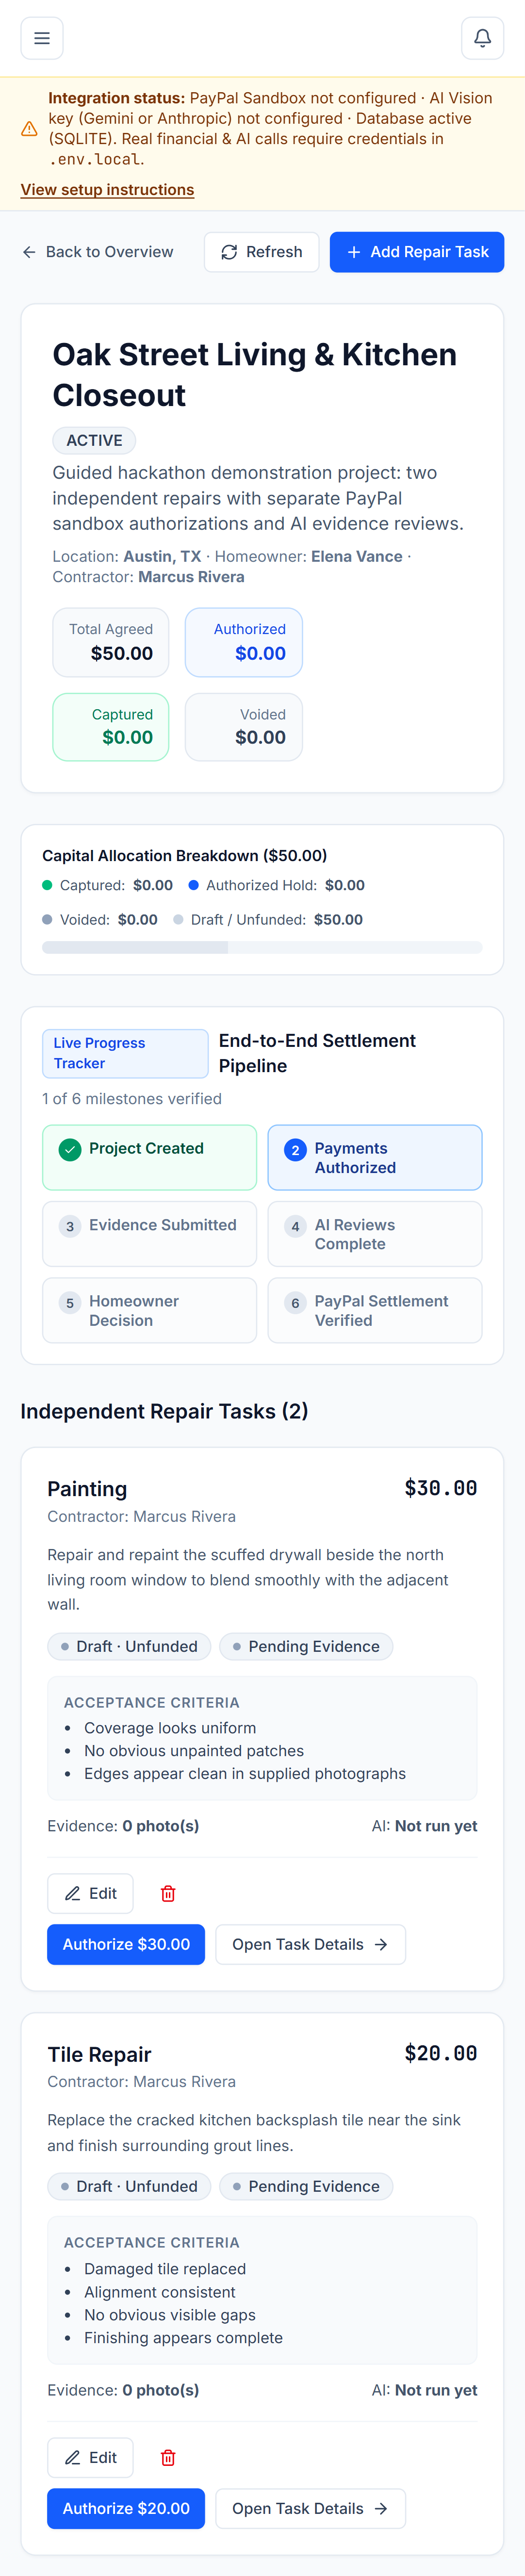 Integration status: PayPal Sandbox not configured · AI Vision
key (Gemini or Anthropic) not configured · Database active
(SQLITE). Real financial & AI calls require credentials in
.env.local.
View setup instructions
Back to Overview
Refresh
Add Repair Task
Oak Street Living & Kitchen
Closeout
ACTIVE
Guided hackathon demonstration project: two
independent repairs with separate PayPal
sandbox authorizations and AI evidence reviews.
Location: Austin, TX · Homeowner: Elena Vance ·
Contractor: Marcus Rivera
Total Agreed
$50.00
Authorized
$0.00
Captured
$0.00
Voided
$0.00
Capital Allocation Breakdown ($50.00)
Captured: $0.00 Authorized Hold: $0.00
Voided: $0.00 Draft / Unfunded: $50.00
Live Progress
Tracker
End-to-End Settlement
Pipeline
1 of 6 milestones verified
Project Created
2 Payments
Authorized
3 Evidence Submitted
4 AI Reviews
Complete
5 Homeowner
Decision
6 PayPal Settlement
Verified
Independent Repair Tasks (2)
Painting $30.00
Contractor: Marcus Rivera
Repair and repaint the scuffed drywall beside the north
living room window to blend smoothly with the adjacent
wall.
Draft · Unfunded Pending Evidence
ACCEPTANCE CRITERIA
• Coverage looks uniform
• No obvious unpainted patches
• Edges appear clean in supplied photographs
Evidence: 0 photo(s) AI: Not run yet
Edit
Authorize $30.00 Open Task Details
Tile Repair $20.00
Contractor: Marcus Rivera
Replace the cracked kitchen backsplash tile near the sink
and finish surrounding grout lines.
Draft · Unfunded Pending Evidence
ACCEPTANCE CRITERIA
• Damaged tile replaced
• Alignment consistent
• No obvious visible gaps
• Finishing appears complete
Evidence: 0 photo(s) AI: Not run yet
Edit
Authorize $20.00 Open Task Details